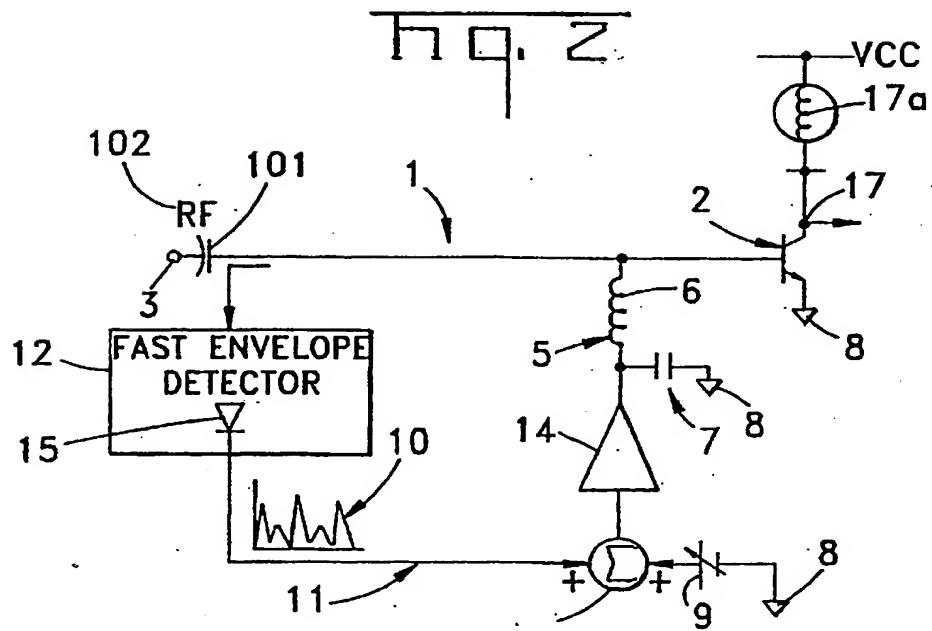 Fig. 2
VCC
17a
102
101
RF
1
2
17
3
6
12
FAST ENVELOPE
DETECTOR
5
8
15
14
7
8
10
11
+
Σ
+
9
8